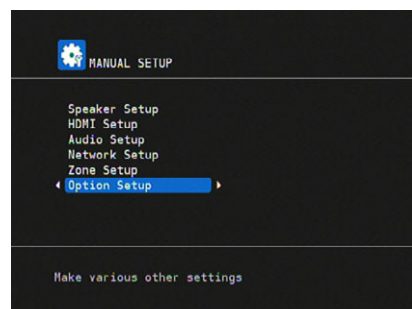 MANUAL SETUP
Speaker Setup
HDMI Setup
Audio Setup
Network Setup
Zone Setup
Option Setup
Make various other settings